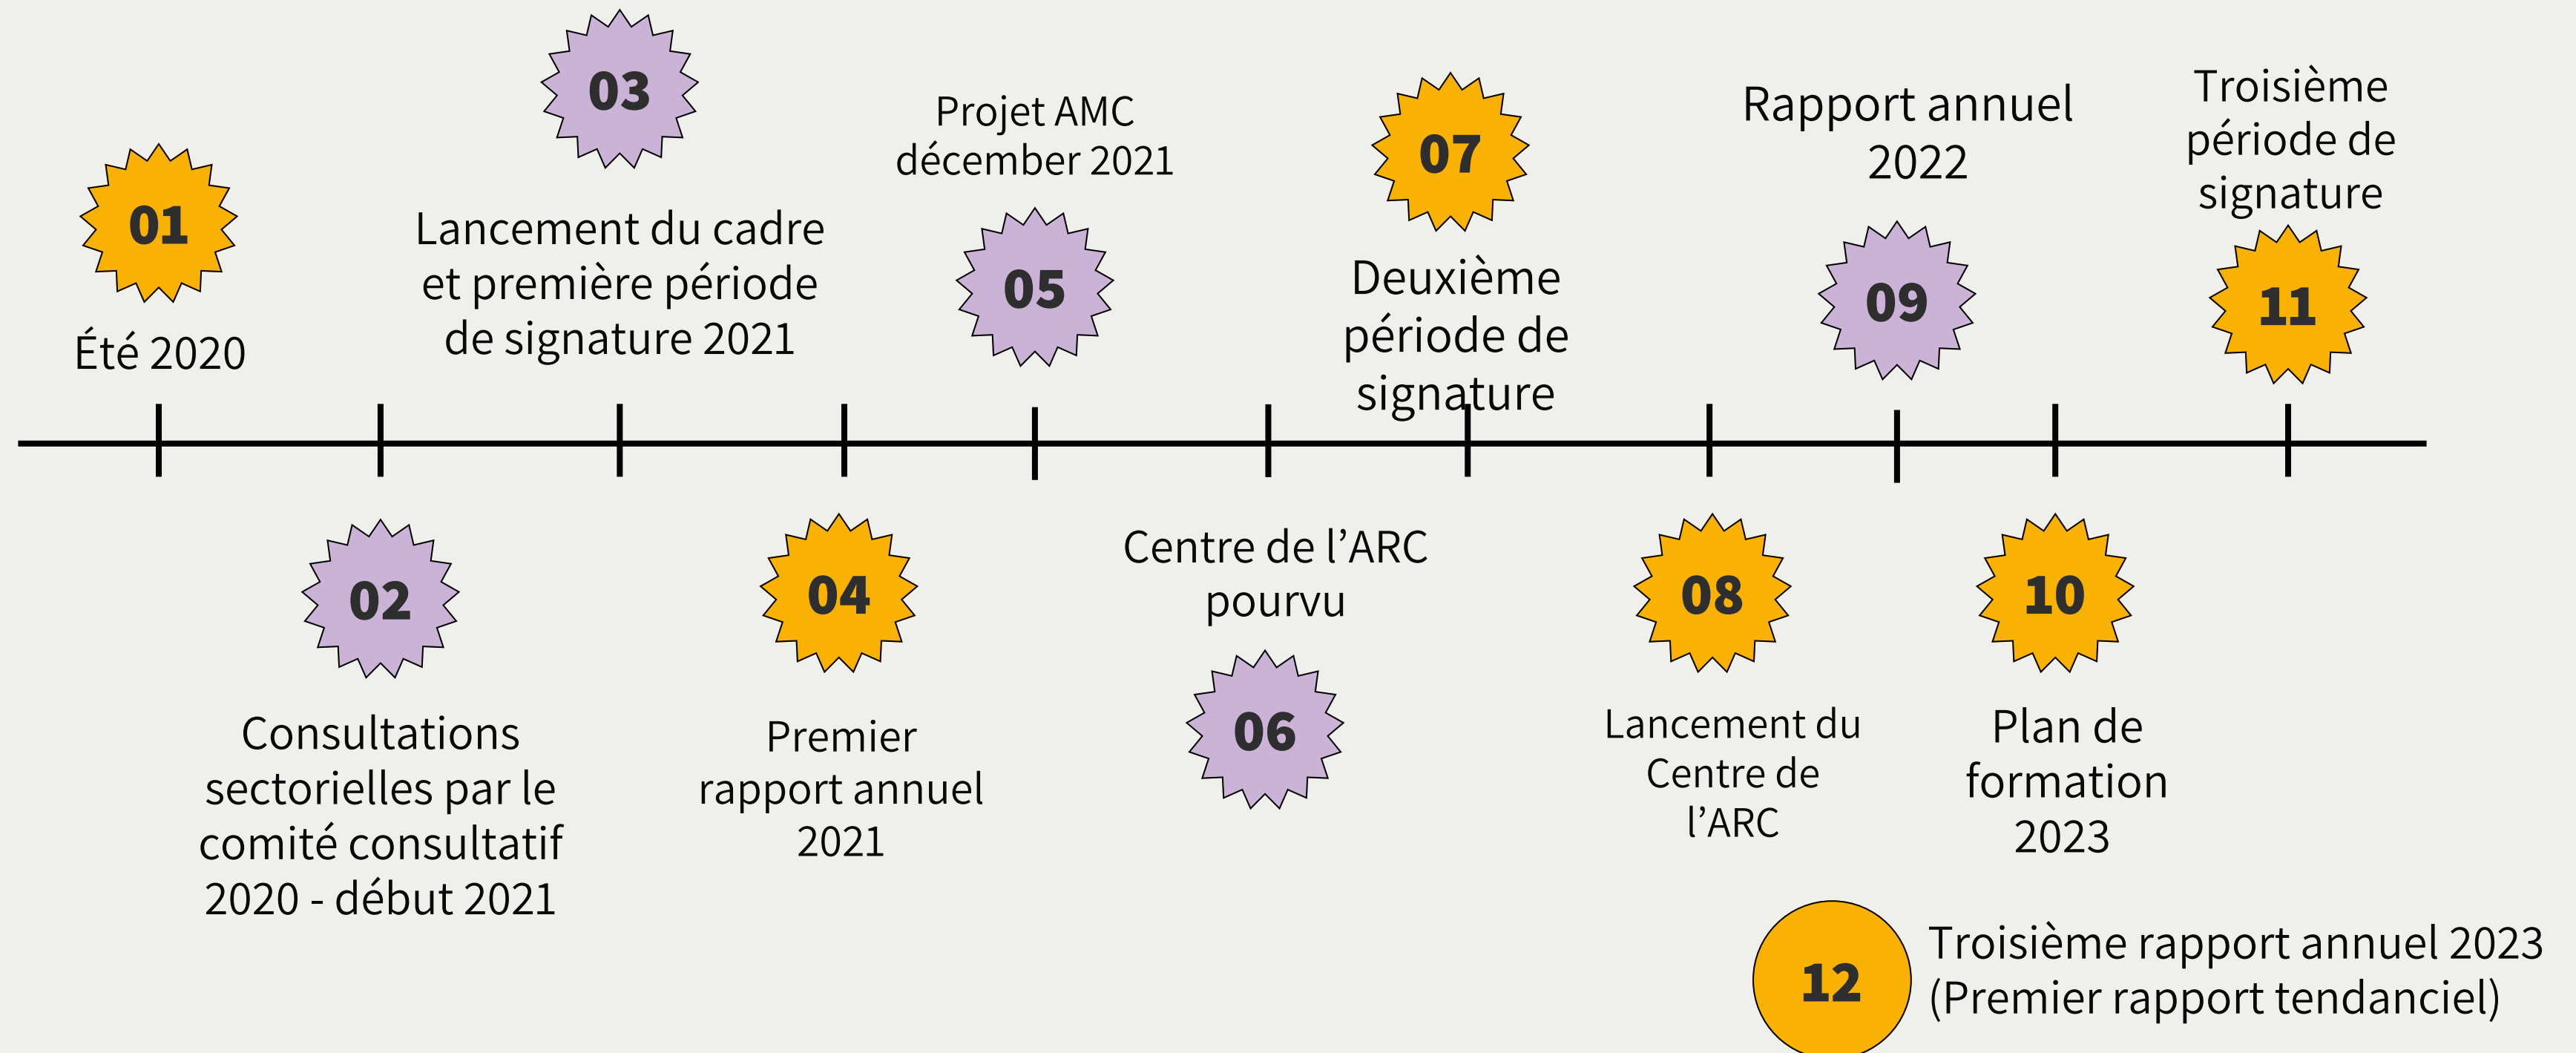 01
Été 2020
02
Consultations
sectorielles par le
comité consultatif
2020 - début 2021
03
Lancement du cadre
et première période
de signature 2021
04
Premier
rapport annuel
2021
Projet AMC
décember 2021
05
Centre de l’ARC
pourvu
06
07
Deuxième
période de
signature
08
Lancement du
Centre de
l’ARC
Rapport annuel
2022
09
10
Plan de
formation
2023
Troisième
période de
signature
11
12
Troisième rapport annuel 2023
(Premier rapport tendanciel)